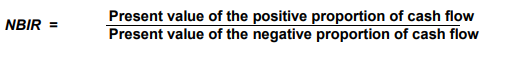 Present value of the positive proportion of cash flow
NBIR =
Present value of the negative proportion of cash flow